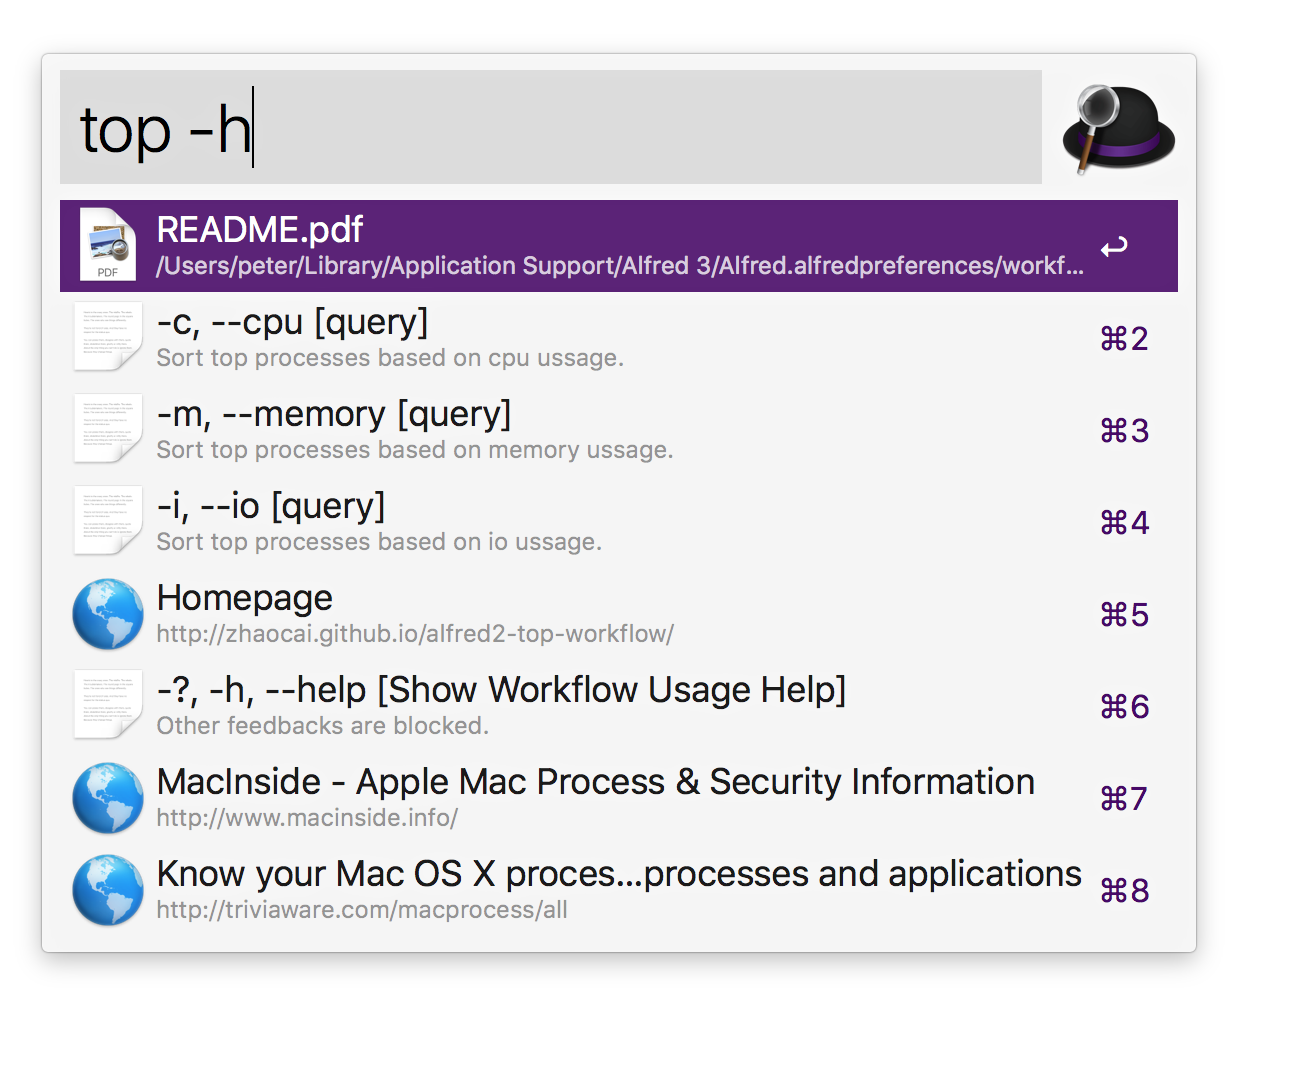 top -h
README.pdf
/Users/peter/Library/Application Support/Alfred 3/Alfred.alfredpreferences/workf...
PDF
-c, --cpu [query]
Sort top processes based on cpu ussage.
⌘2
-m, --memory [query]
Sort top processes based on memory ussage.
⌘3
-i, --io [query]
Sort top processes based on io ussage.
⌘4
Homepage
http://zhaocai.github.io/alfred2-top-workflow/
⌘5
-?, -h, --help [Show Workflow Usage Help]
Other feedbacks are blocked.
⌘6
MacInside - Apple Mac Process & Security Information
http://www.macinside.info/
⌘7
Know your Mac OS X proces...processes and applications
http://triviaware.com/macprocess/all
⌘8